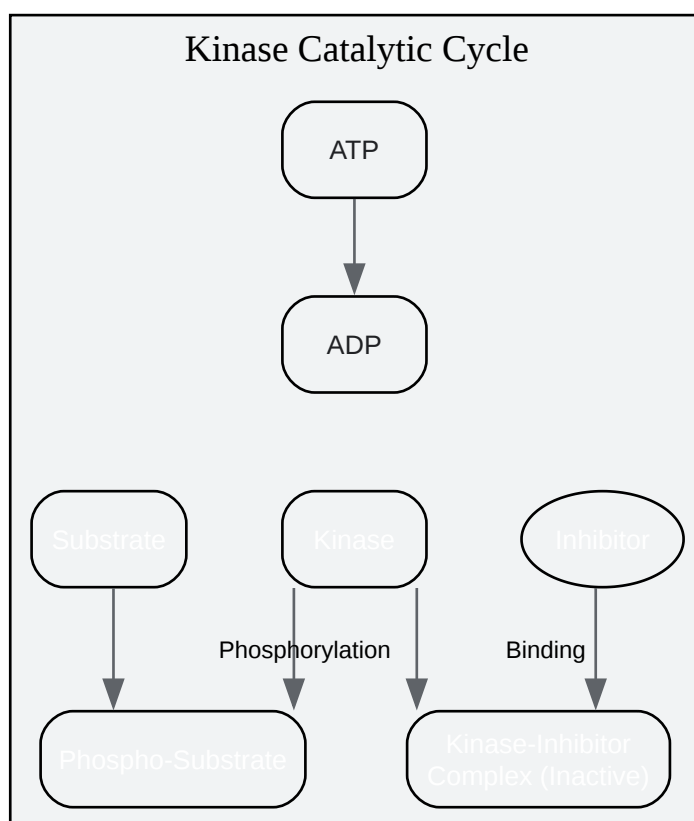 Kinase Catalytic Cycle
ATP
ADP
Substrate
Kinase
Inhibitor
Phosphorylation
Binding
Phospho-Substrate
Kinase-Inhibitor
Complex (Inactive)